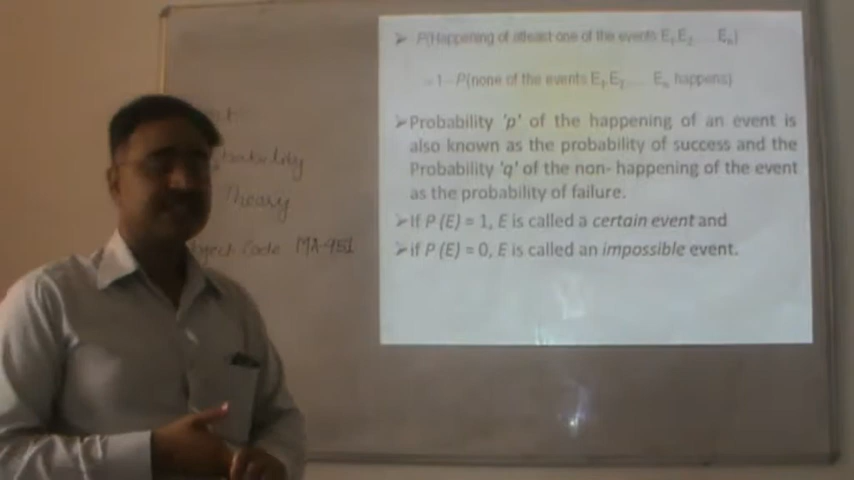 ➤ P(Happening of atleast one of the events E₁,E₂ ... Eₙ)
=1- P(none of the events E₁,E₂, ... Eₙ happens)
➤Probability 'p' of the happening of an event is
also known as the probability of success and the
Probability 'q' of the non- happening of the event
as the probability of failure.
➤If P (E) = 1, E is called a certain event and
➤if P (E) = 0, E is called an impossible event.
Theory
Code MA-951